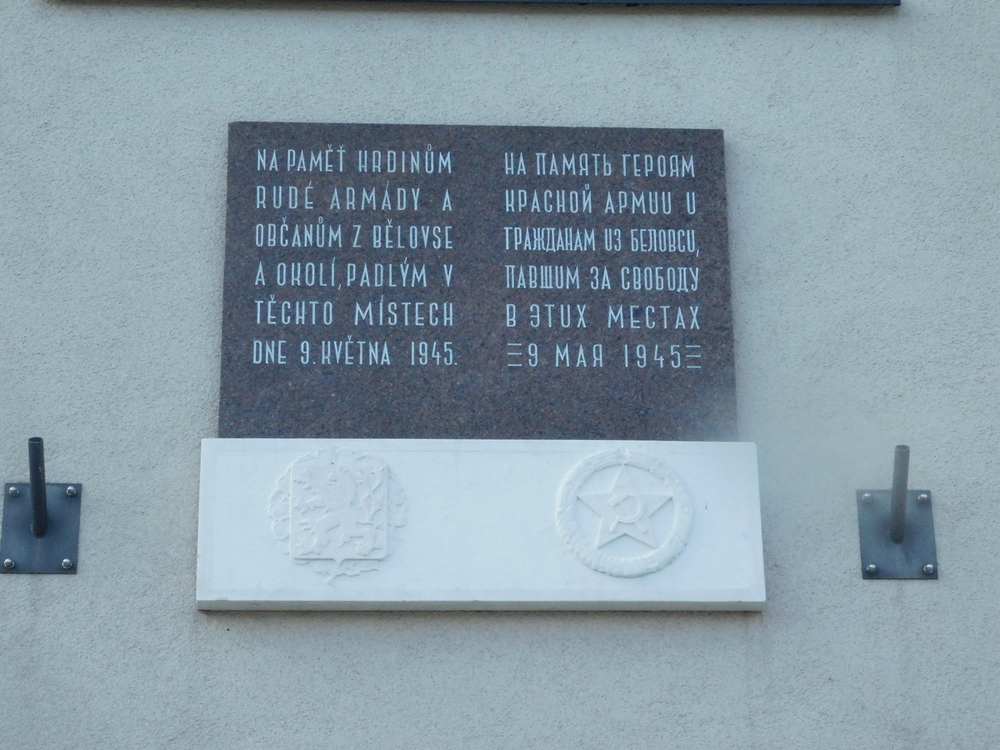 NA PAMĚŤ HRDINŮM
RUDÉ ARMÁDY A
OBČANŮM Z BĚLOVSE
A OKOLÍ, PADLÝM V
TĚCHTO MÍSTECH
DNE 9. KVĚTNA 1945.
НА ПАМЯТЬ ГЕРОЯМ
КРАСНОЙ АРМИИ И
ГРАЖДАНАМ ИЗ БЕЛОВСИ,
ПАВШИМ ЗА СВОБОДУ
В ЭТИХ МЕСТАХ
9 МАЯ 1945